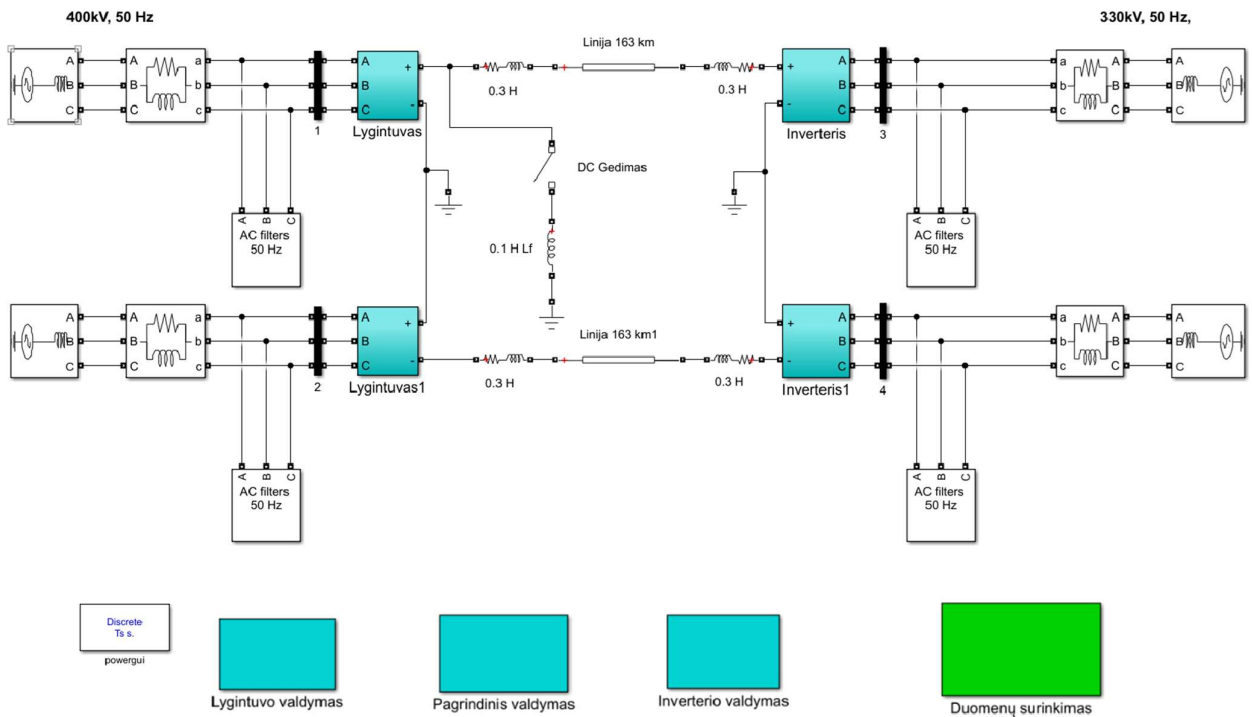 400kV, 50 Hz
330kV, 50 Hz,
A
B
C
A
B
C
a
b
c
1
A
B
C
+
-
Lygintuvas
0.3 H
Linija 163 km
0.3 H
+
-
A
B
C
Inverteris
3
a
b
c
A
B
C
A
B
C
A
B
C
AC filters
50 Hz
DC Gedimas
0.1 H Lf
A
B
C
AC filters
50 Hz
A
B
C
A
B
C
a
b
c
2
A
B
C
+
-
Lygintuvas1
0.3 H
Linija 163 km1
0.3 H
+
-
A
B
C
Inverteris1
4
a
b
c
A
B
C
A
B
C
A
B
C
AC filters
50 Hz
A
B
C
AC filters
50 Hz
Discrete
Ts s.
powergui
Lygintuvo valdymas
Pagrindinis valdymas
Inverterio valdymas
Duomenų surinkimas